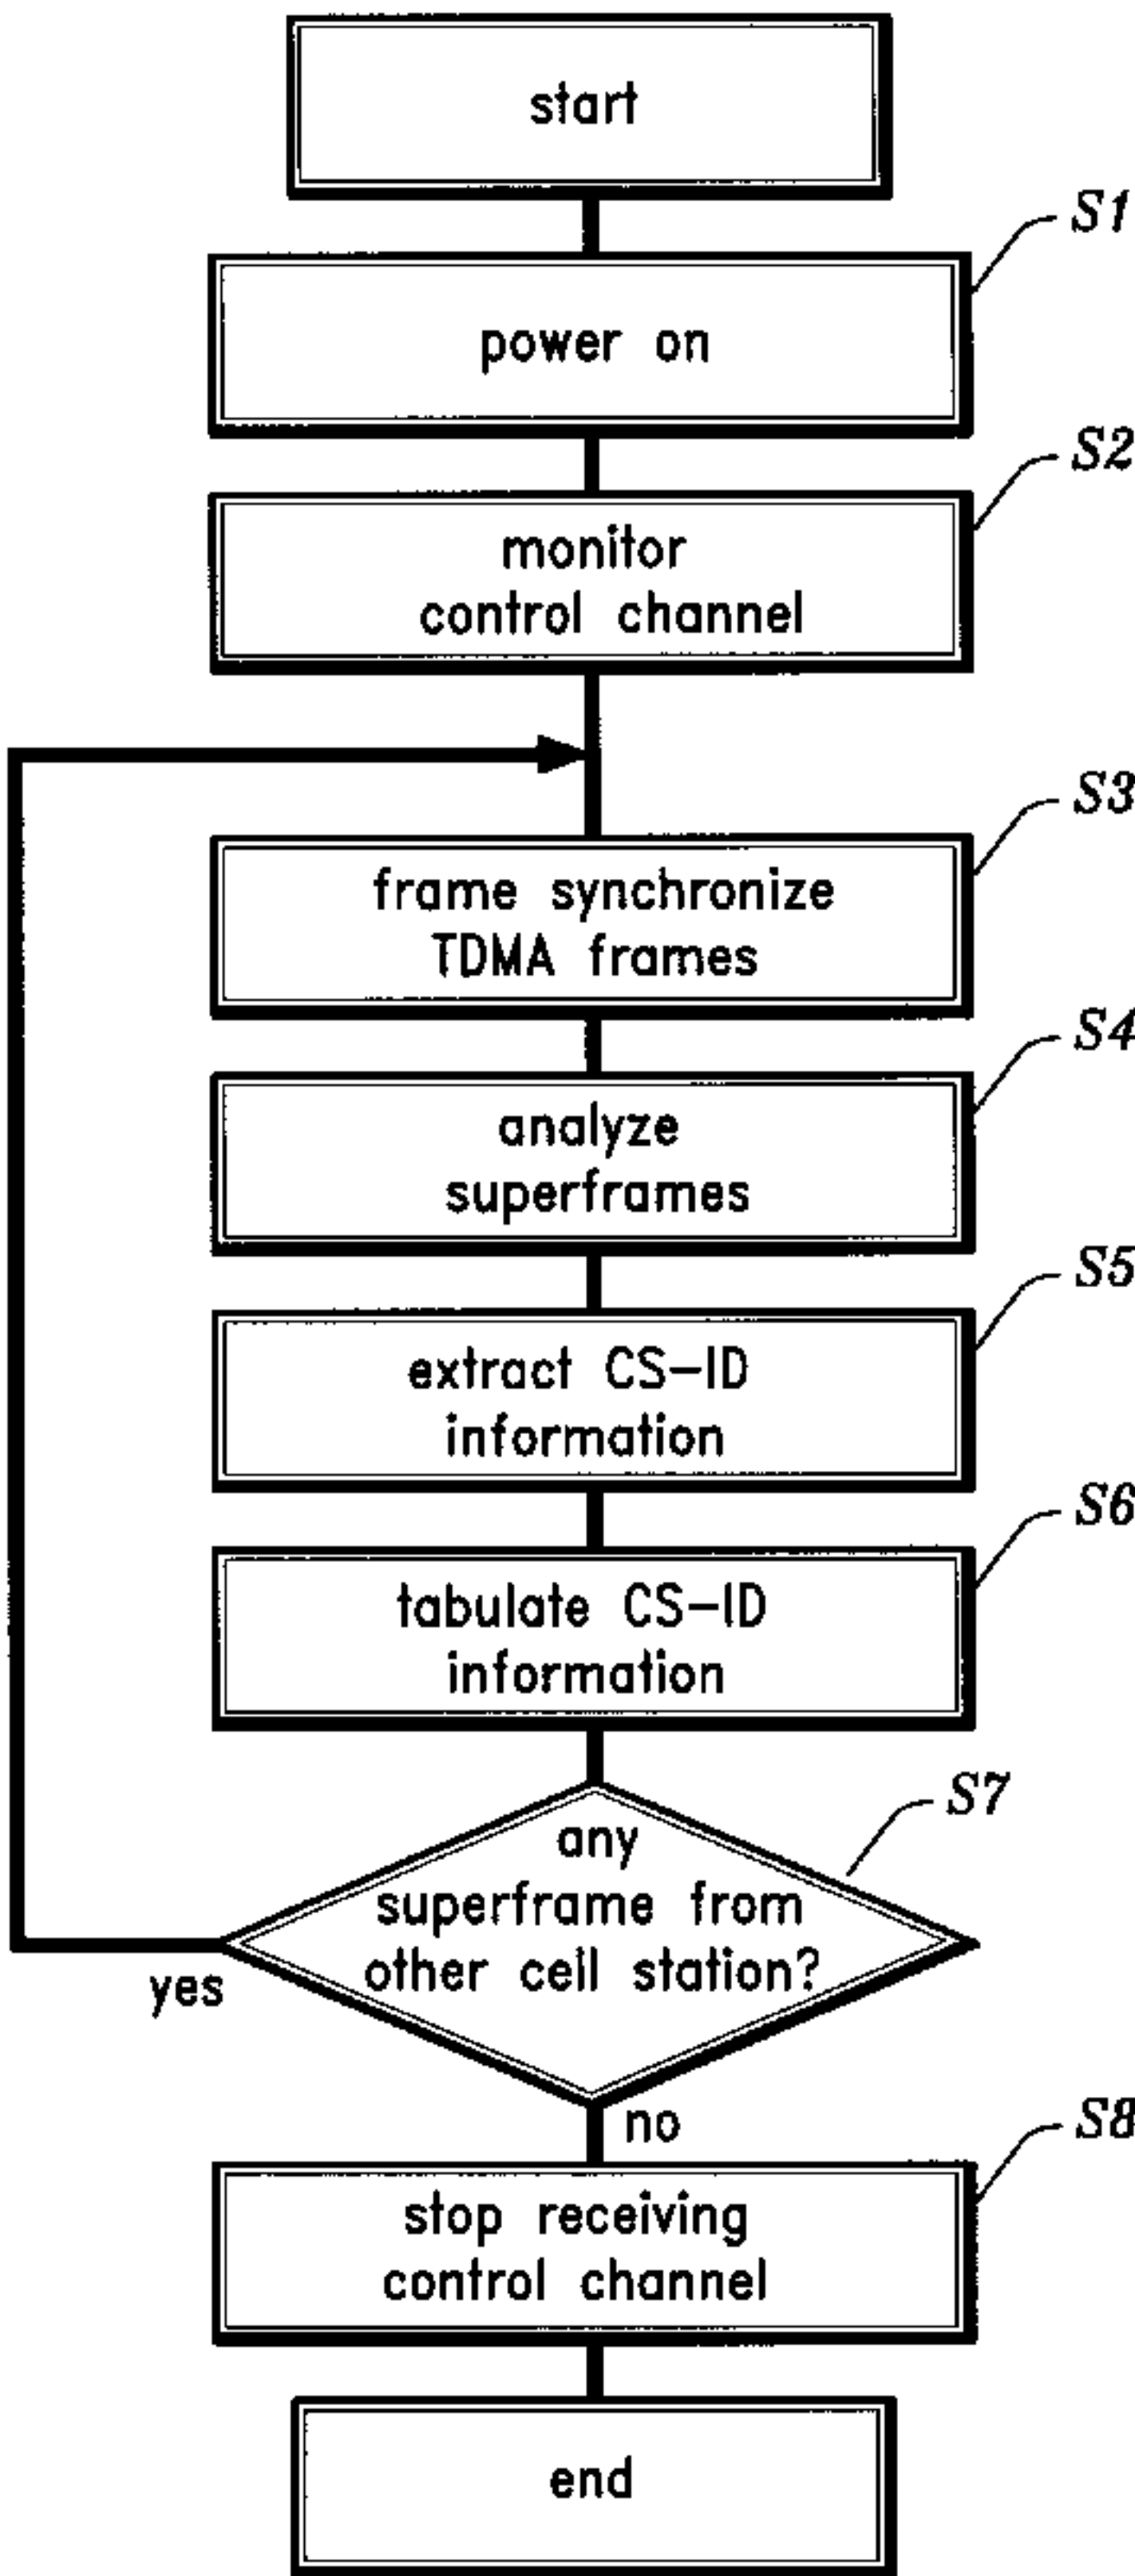 start
S1
power on
S2
monitor
control channel
S3
frame synchronize
TDMA frames
S4
analyze
superframes
S5
extract CS-ID
information
S6
tabulate CS-ID
information
S7
any
superframe from
other cell station?
yes
no
S8
stop receiving
control channel
end